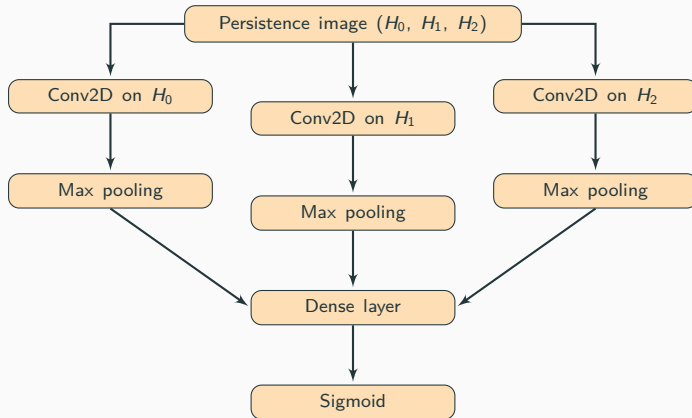 Persistence image (H₀, H₁, H₂)
Conv2D on H₀
Conv2D on H₁
Conv2D on H₂
Max pooling
Max pooling
Max pooling
Dense layer
Sigmoid